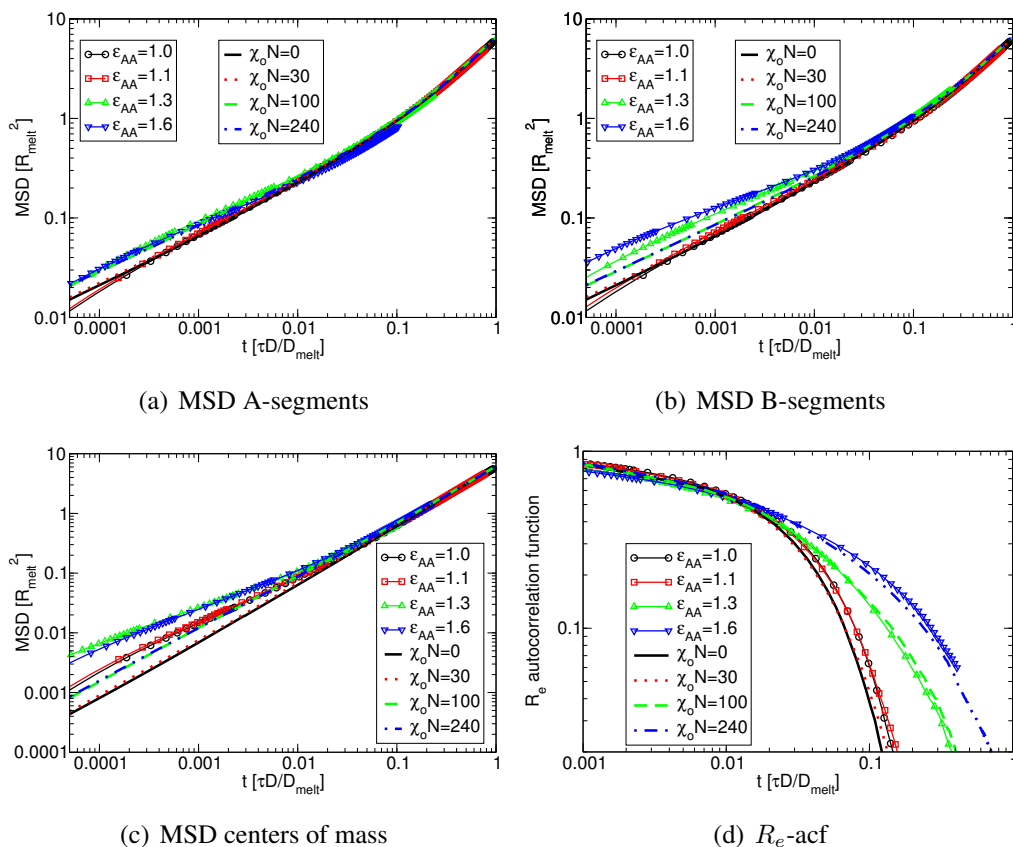 10
1
0.1
0.01
MSD [R_melt^2]
ε_AA=1.0
ε_AA=1.1
ε_AA=1.3
ε_AA=1.6
χ_oN=0
χ_oN=30
χ_oN=100
χ_oN=240
0.0001 0.001 0.01 0.1 1
t [τD/D_melt]
(a) MSD A-segments
10
1
0.1
0.01
MSD [R_melt^2]
ε_AA=1.0
ε_AA=1.1
ε_AA=1.3
ε_AA=1.6
χ_oN=0
χ_oN=30
χ_oN=100
χ_oN=240
0.0001 0.001 0.01 0.1 1
t [τD/D_melt]
(b) MSD B-segments
10
1
0.1
0.01
0.001
0.0001
MSD [R_melt^2]
ε_AA=1.0
ε_AA=1.1
ε_AA=1.3
ε_AA=1.6
χ_oN=0
χ_oN=30
χ_oN=100
χ_oN=240
0.0001 0.001 0.01 0.1 1
t [τD/D_melt]
(c) MSD centers of mass
1
0.1
R_e autocorrelation function
ε_AA=1.0
ε_AA=1.1
ε_AA=1.3
ε_AA=1.6
χ_oN=0
χ_oN=30
χ_oN=100
χ_oN=240
0.001 0.01 0.1 1
t [τD/D_melt]
(d) R_e-acf